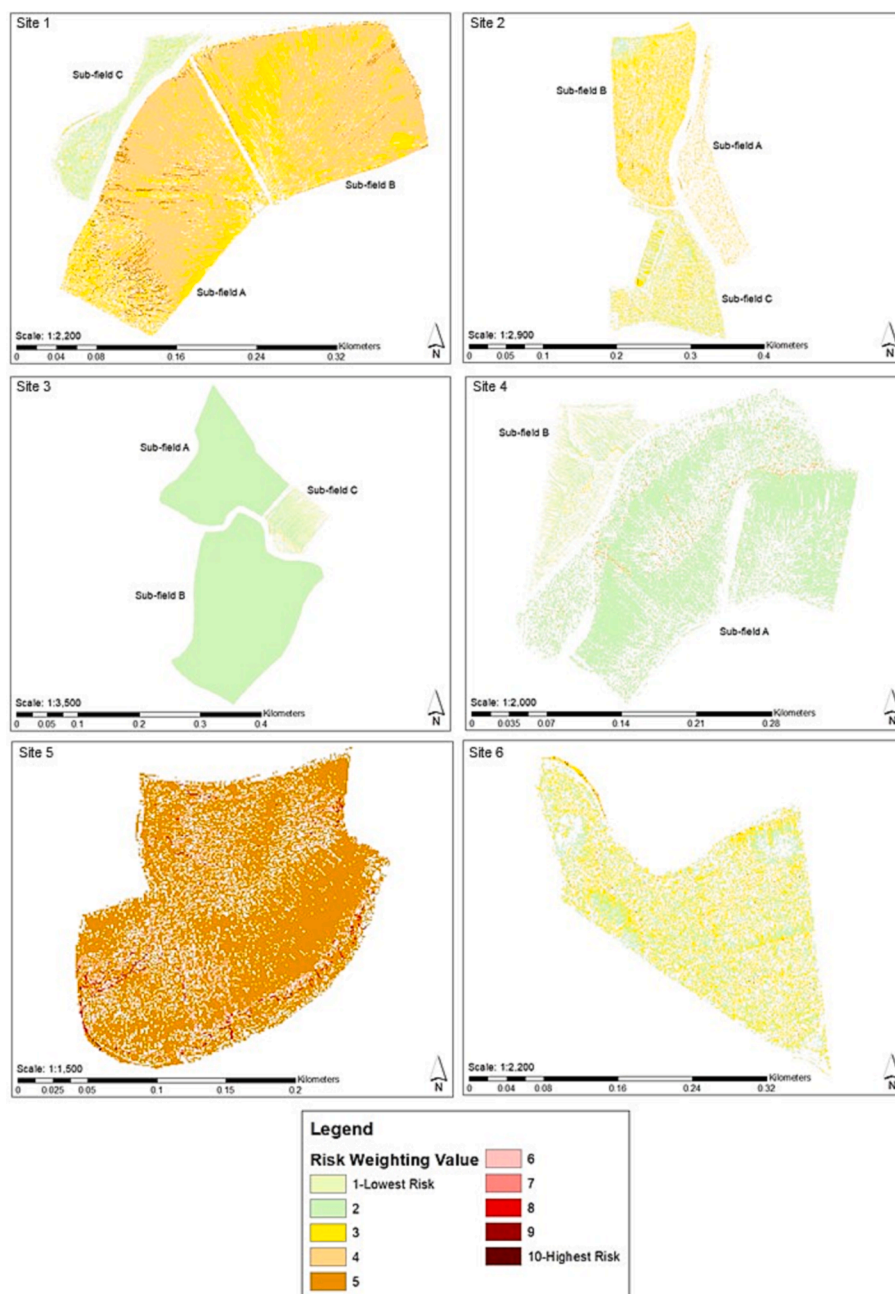 Site 1
Sub-field C
Sub-field B
Sub-field A
Scale: 1:2,200
Kilometers
0 0.04 0.08 0.16 0.24 0.32
N
Site 2
Sub-field B
Sub-field A
Sub-field C
Scale: 1:2,900
Kilometers
0 0.05 0.1 0.2 0.3 0.4
N
Site 3
Sub-field A
Sub-field C
Sub-field B
Scale: 1:3,500
Kilometers
0 0.05 0.1 0.2 0.3 0.4
N
Site 4
Sub-field B
Sub-field A
Scale: 1:2,000
Kilometers
0 0.035 0.07 0.14 0.21 0.28
N
Site 5
Scale: 1:1,500
Kilometers
0 0.025 0.05 0.1 0.15 0.2
N
Site 6
Scale: 1:2,200
Kilometers
0 0.04 0.08 0.16 0.24 0.32
N
Legend
Risk Weighting Value
1-Lowest Risk
2
3
4
5
6
7
8
9
10-Highest Risk